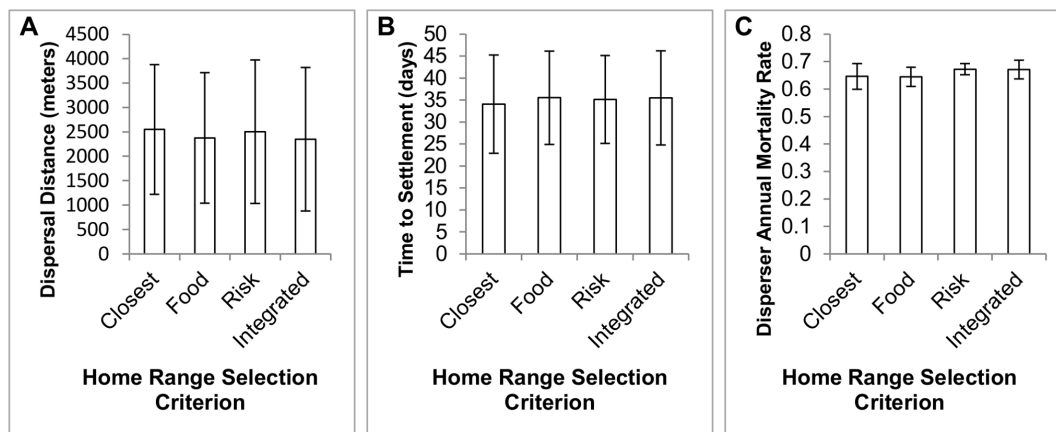 A
Dispersal Distance (meters)
4500
4000
3500
3000
2500
2000
1500
1000
500
0
Closest
Food
Risk
Integrated
Home Range Selection
Criterion
B
Time to Settlement (days)
50
45
40
35
30
25
20
15
10
5
0
Closest
Food
Risk
Integrated
Home Range Selection
Criterion
C
Disperser Annual Mortality Rate
0.8
0.7
0.6
0.5
0.4
0.3
0.2
0.1
0
Closest
Food
Risk
Integrated
Home Range Selection
Criterion